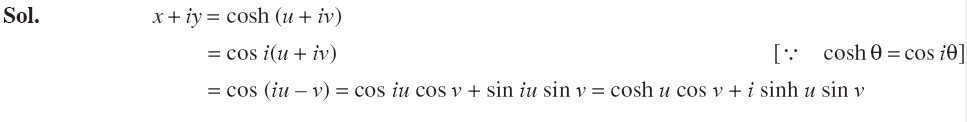 Sol. x + iy = cosh (u + iv)
= cos i(u + iv) [∵ cosh θ = cos iθ]
= cos (iu – v) = cos iu cos v + sin iu sin v = cosh u cos v + i sinh u sin v